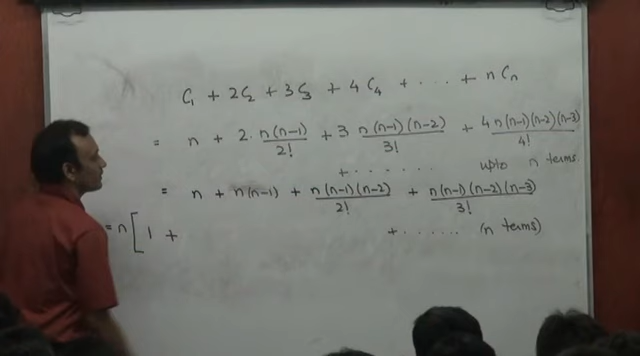 C₁ + 2C₂ + 3C₃ + 4C₄ + . . . . + nCₙ
= n + 2. n(n-1)/2! + 3 n(n-1)(n-2)/3! + 4n(n-1)(n-2)(n-3)/4!
+ . . . . . . upto n terms.
= n + n(n-1) + n(n-1)(n-2)/2! + n(n-1)(n-2)(n-3)/3!
= n [ 1 + + . . . . . . (n terms)